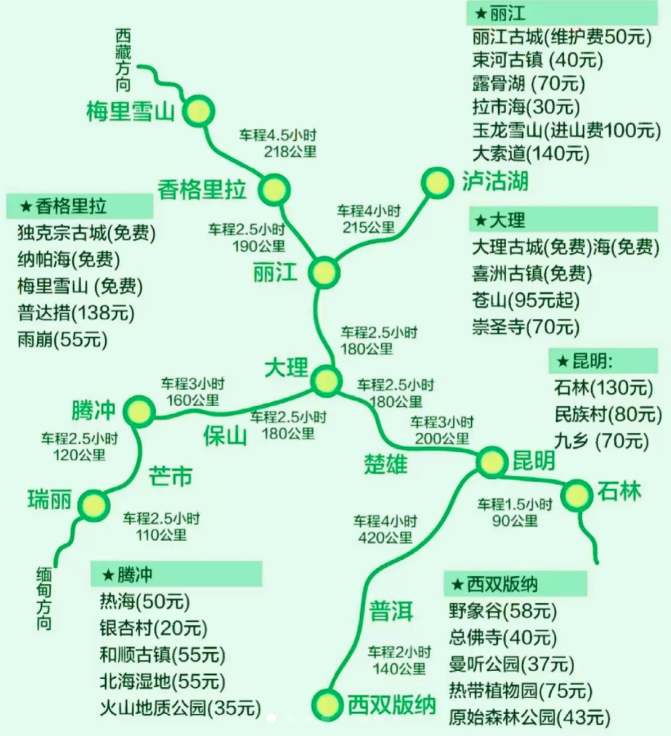 ★丽江
丽江古城(维护费50元)
束河古镇 (40元)
露骨湖 (70元)
拉市海(30元)
玉龙雪山(进山费100元)
大索道(140元)
西藏方向
梅里雪山
车程4.5小时
218公里
香格里拉
泸沽湖
车程4小时
215公里
★香格里拉
独克宗古城(免费)
纳帕海(免费)
梅里雪山 (免费)
普达措(138元)
雨崩(55元)
车程2.5小时
190公里
丽江
★大理
大理古城(免费)海(免费)
喜洲古镇(免费)
苍山(95元起)
崇圣寺(70元)
车程2.5小时
180公里
大理
★昆明:
石林(130元)
民族村(80元)
九乡 (70元)
车程3小时
160公里
车程2.5小时
180公里
腾冲
车程2.5小时
180公里
保山
车程3小时
200公里
楚雄
昆明
车程2.5小时
120公里
芒市
瑞丽
车程2.5小时
110公里
石林
车程1.5小时
90公里
车程4小时
420公里
缅甸方向
★腾冲
热海(50元)
银杏村(20元)
和顺古镇(55元)
北海湿地(55元)
火山地质公园(35元)
普洱
车程2小时
140公里
西双版纳
★西双版纳
野象谷(58元)
总佛寺(40元)
曼听公园(37元)
热带植物园(75元)
原始森林公园(43元)